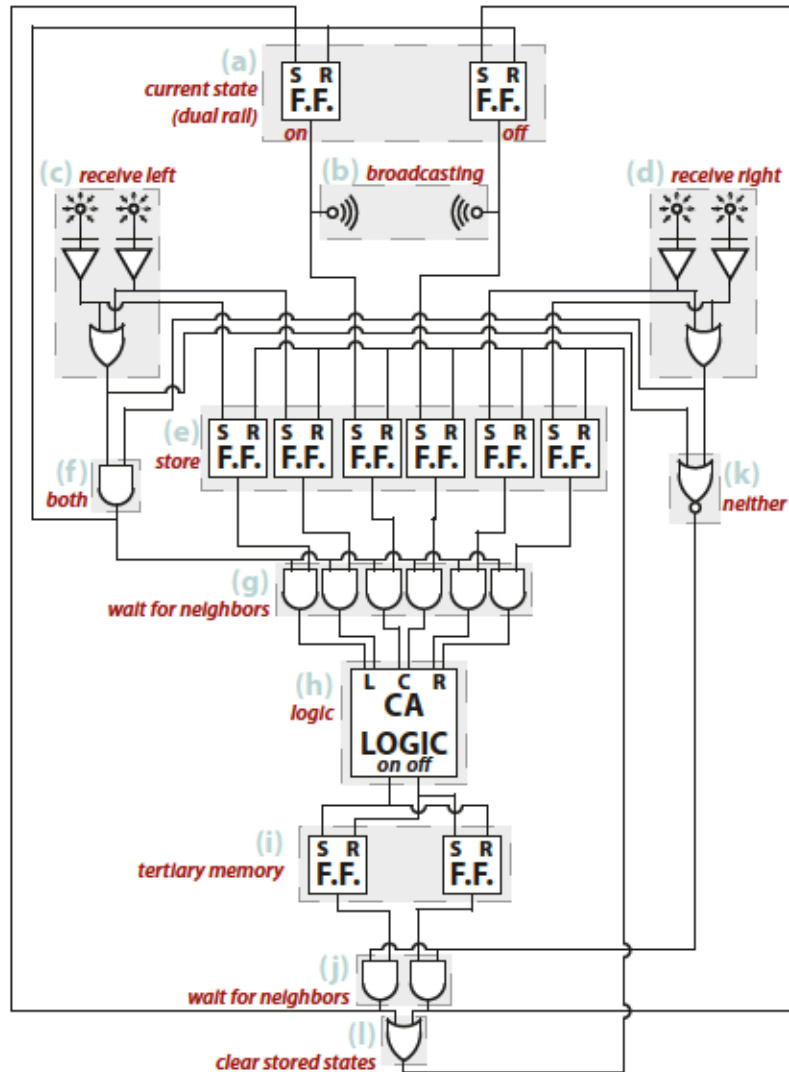 (a)
S R
S R
current state
F.F.
F.F.
(dual rail)
on
off
(c) receive left
(b) broadcasting
(d) receive right
(e)
S R
S R
S R
S R
S R
S R
F.F.
F.F.
F.F.
F.F.
F.F.
F.F.
store
(f)
both
(k)
neither
(g)
wait for neighbors
(h)
logic
L C R
CA
LOGIC
on off
(i)
S R
S R
F.F.
F.F.
tertiary memory
(j)
wait for neighbors
(l)
clear stored states